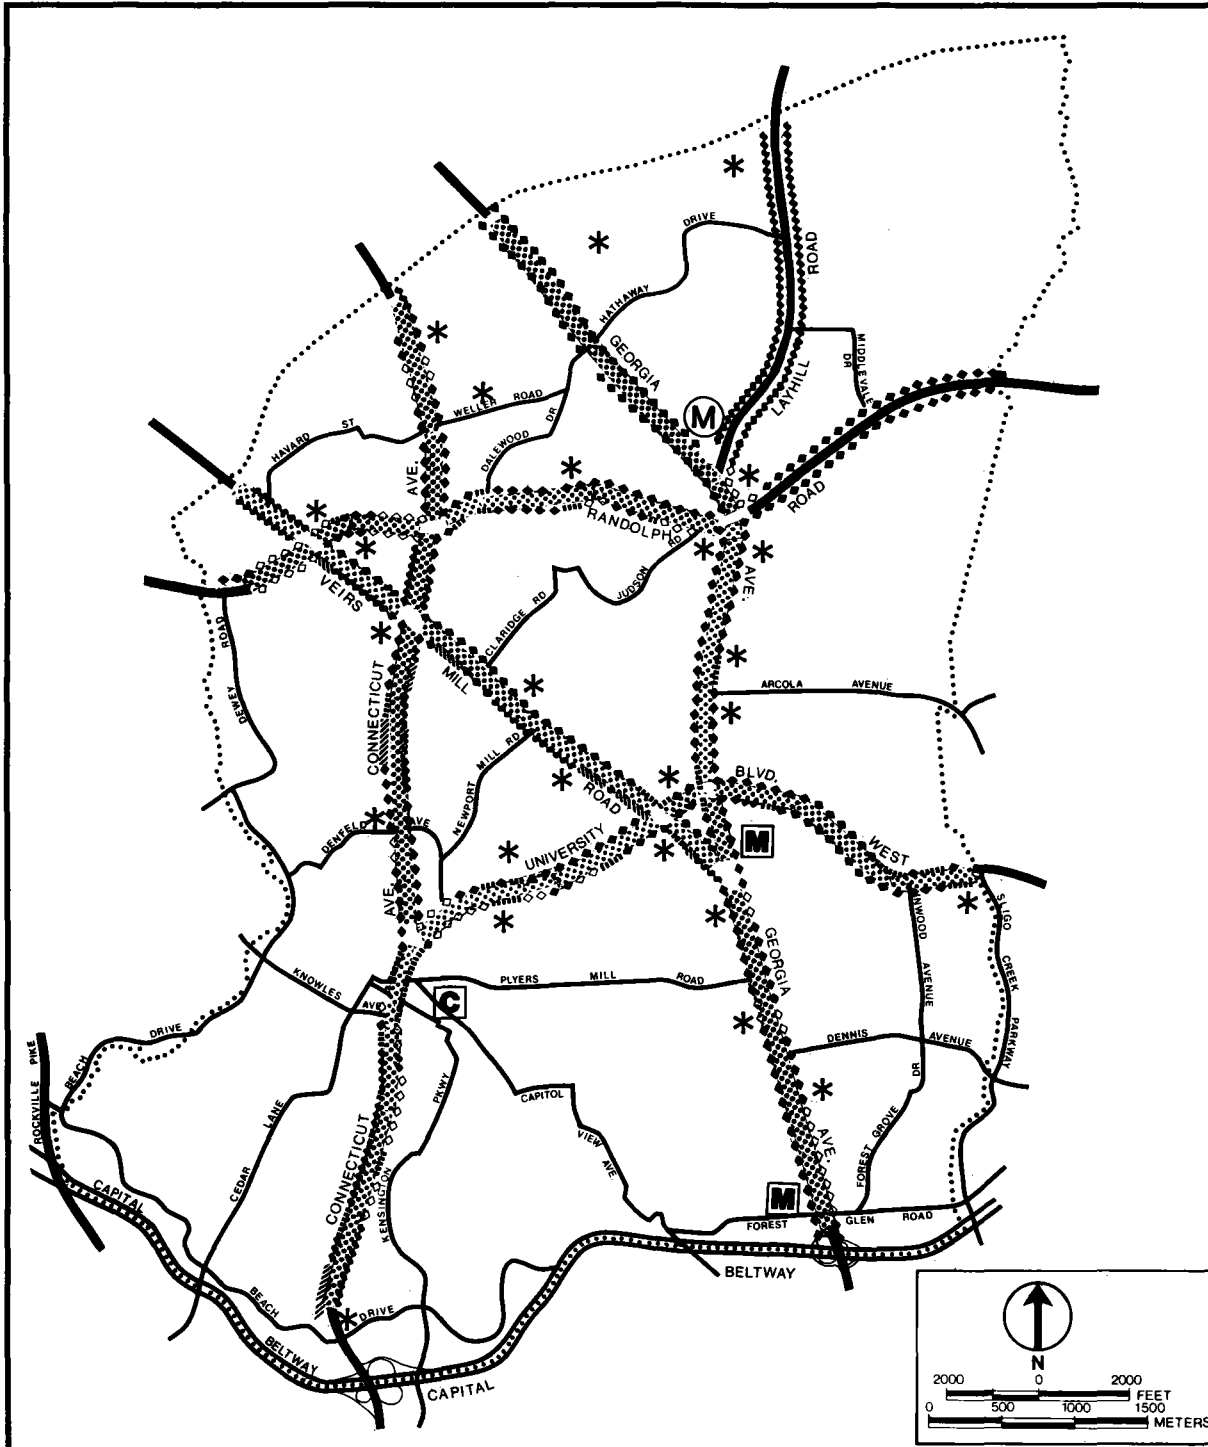 DRIVE
ROAD
HATHAWAY
GEORGIA
MIDDLEVALE
DR
LAYHILL
M
WELLER ROAD
HAVARD ST
DALEWOOD DR
AVE.
ROAD
RANDOLPH
JUDSON RD
VEIRS
AVE.
CLARIDGE RD
DEWEY ROAD
MILL
CONNECTICUT
ARCOLA AVENUE
NEWPORT MILL RD
ROAD
BLVD.
DENFELD AVE
UNIVERSITY
M
WEST
AVE.
INWOOD AVENUE
SLIGO CREEK PARKWAY
GEORGIA
KNOWLES AVE.
PLYERS MILL ROAD
C
BEACH DRIVE
ROCKVILLE PIKE
DENNIS AVENUE
DR
CAPITOL VIEW AVE.
PKWY
CEDAR LANE
CONNECTICUT
KENSINGTON
AVE.
FOREST GROVE
CAPITAL
M
FOREST GLEN ROAD
BELTWAY
BEACH DRIVE
BELTWAY
CAPITAL
N
2000 0 2000
FEET
0 500 1000 1500
METERS